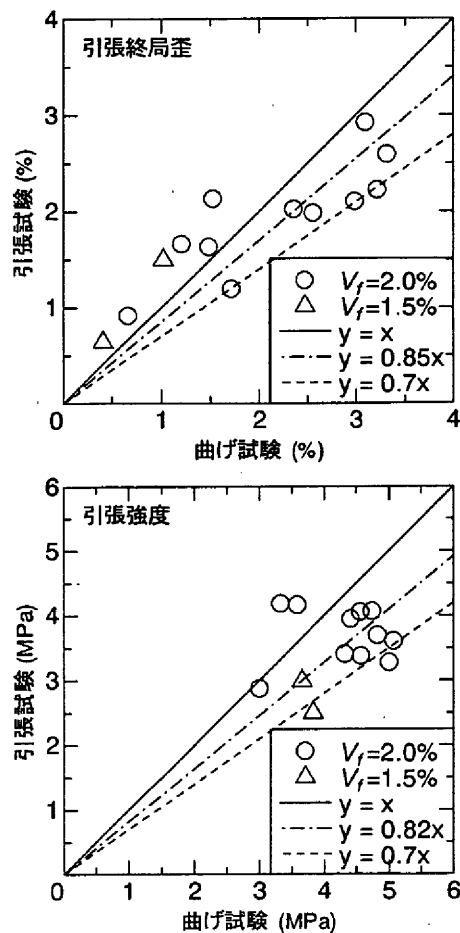 4
3
2
1
0
引張終局歪
引張試験(%)
○ Vf=2.0%
△ Vf=1.5%
y = x
y = 0.85x
y = 0.7x
0 1 2 3 4
曲げ試験 (%)
6
5
4
3
2
1
0
引張強度
引張試験(MPa)
○ Vf=2.0%
△ Vf=1.5%
y = x
y = 0.82x
y = 0.7x
0 1 2 3 4 5 6
曲げ試験 (MPa)